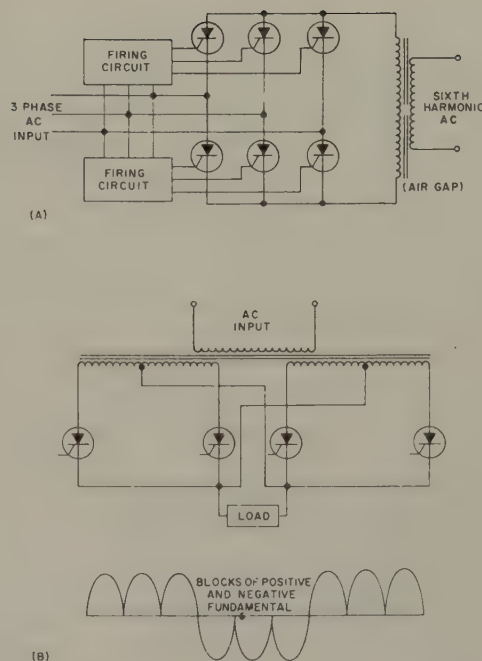 FIRING
CIRCUIT
3 PHASE
AC
INPUT
SIXTH
HARMONIC
AC
FIRING
CIRCUIT
(AIR GAP)
(A)
AC
INPUT
LOAD
BLOCKS OF POSITIVE
AND NEGATIVE
FUNDAMENTAL
(B)